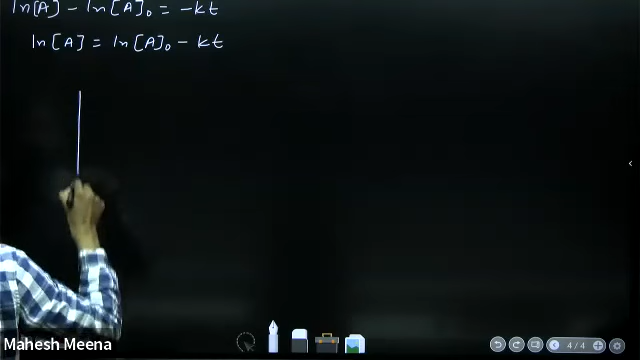 ln[A] - ln[A]₀ = -kt
ln[A] = ln[A]₀ - kt
Mahesh Meena
4 / 4